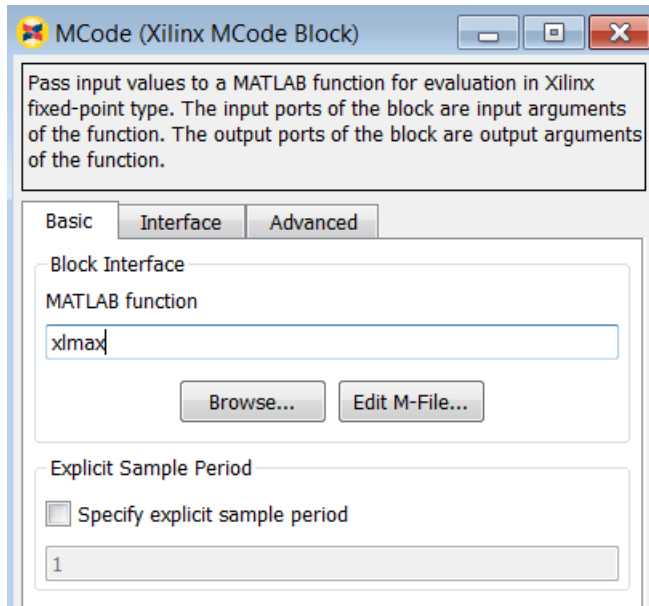 MCode (Xilinx MCode Block)
Pass input values to a MATLAB function for evaluation in Xilinx
fixed-point type. The input ports of the block are input arguments
of the function. The output ports of the block are output arguments
of the function.
Basic Interface Advanced
Block Interface
MATLAB function
xlmax
Browse... Edit M-File...
Explicit Sample Period
Specify explicit sample period
1